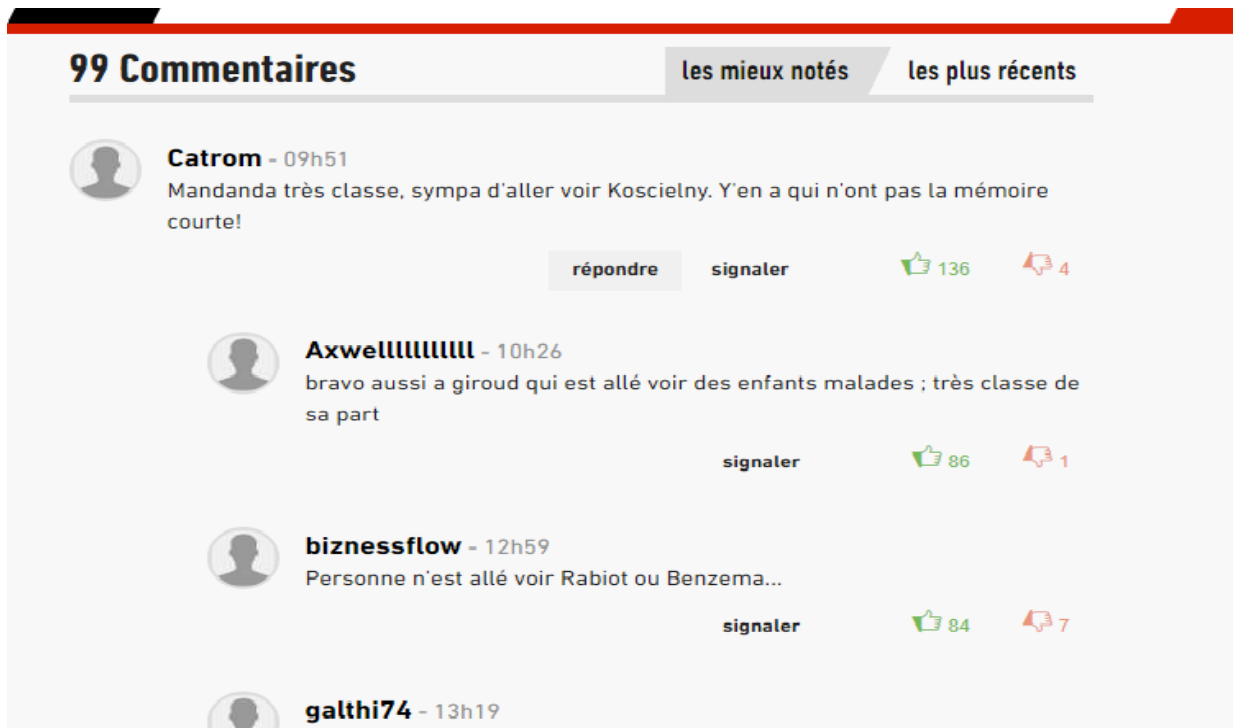 99 Commentaires
les mieux notés
les plus récents
Catrom - 09h51
Mandanda très classe, sympa d'aller voir Koscielny. Y'en a qui n'ont pas la mémoire
courte!
répondre signaler 136 4
Axwelllllllllll - 10h26
bravo aussi a giroud qui est allé voir des enfants malades ; très classe de
sa part
signaler 86 1
biznessflow - 12h59
Personne n'est allé voir Rabiot ou Benzema...
signaler 84 7
galthi74 - 13h19